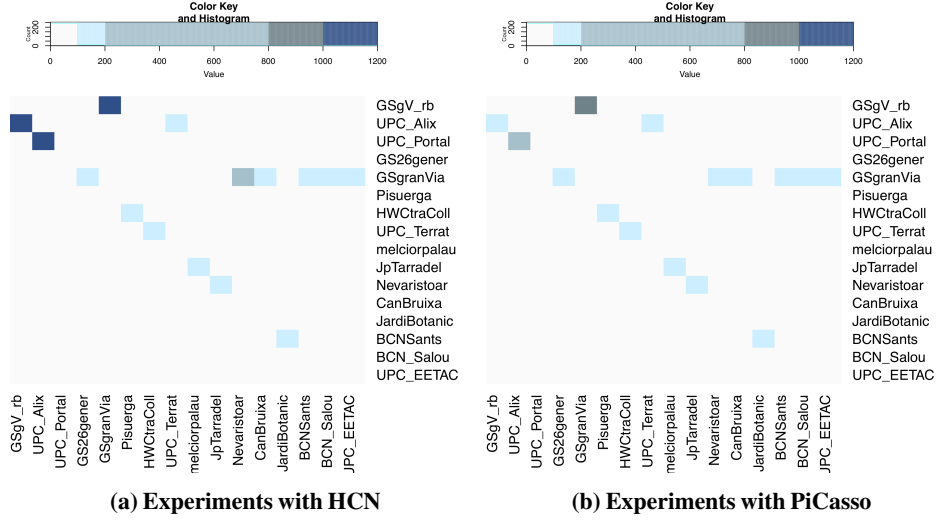 Color Key
and Histogram
Count
0 200
0 200 400 600 800 1000 1200
Value
GSgV_rb
UPC_Alix
UPC_Portal
GS26gener
GSgranVia
Pisuerga
HWCtraColl
UPC_Terrat
melciorpalau
JpTarradel
Nevaristoar
CanBruixa
JardiBotanic
BCNSants
BCN_Salou
UPC_EETAC
GSgV_rb
UPC_Alix
UPC_Portal
GS26gener
GSgranVia
Pisuerga
HWCtraColl
UPC_Terrat
melciorpalau
JpTarradel
Nevaristoar
CanBruixa
JardiBotanic
BCNSants
BCN_Salou
JPC_EETAC
(a) Experiments with HCN
Color Key
and Histogram
Count
0 200
0 200 400 600 800 1000 1200
Value
GSgV_rb
UPC_Alix
UPC_Portal
GS26gener
GSgranVia
Pisuerga
HWCtraColl
UPC_Terrat
melciorpalau
JpTarradel
Nevaristoar
CanBruixa
JardiBotanic
BCNSants
BCN_Salou
UPC_EETAC
GSgV_rb
UPC_Alix
UPC_Portal
GS26gener
GSgranVia
Pisuerga
HWCtraColl
UPC_Terrat
melciorpalau
JpTarradel
Nevaristoar
CanBruixa
JardiBotanic
BCNSants
BCN_Salou
JPC_EETAC
(b) Experiments with PiCasso